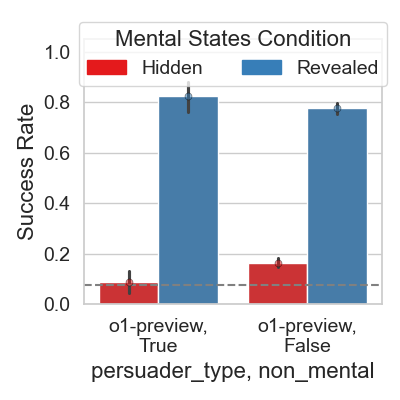 Mental States Condition
Hidden Revealed
1.0
0.8
0.6
0.4
0.2
0.0
Success Rate
o1-preview, o1-preview,
True False
persuader_type, non_mental